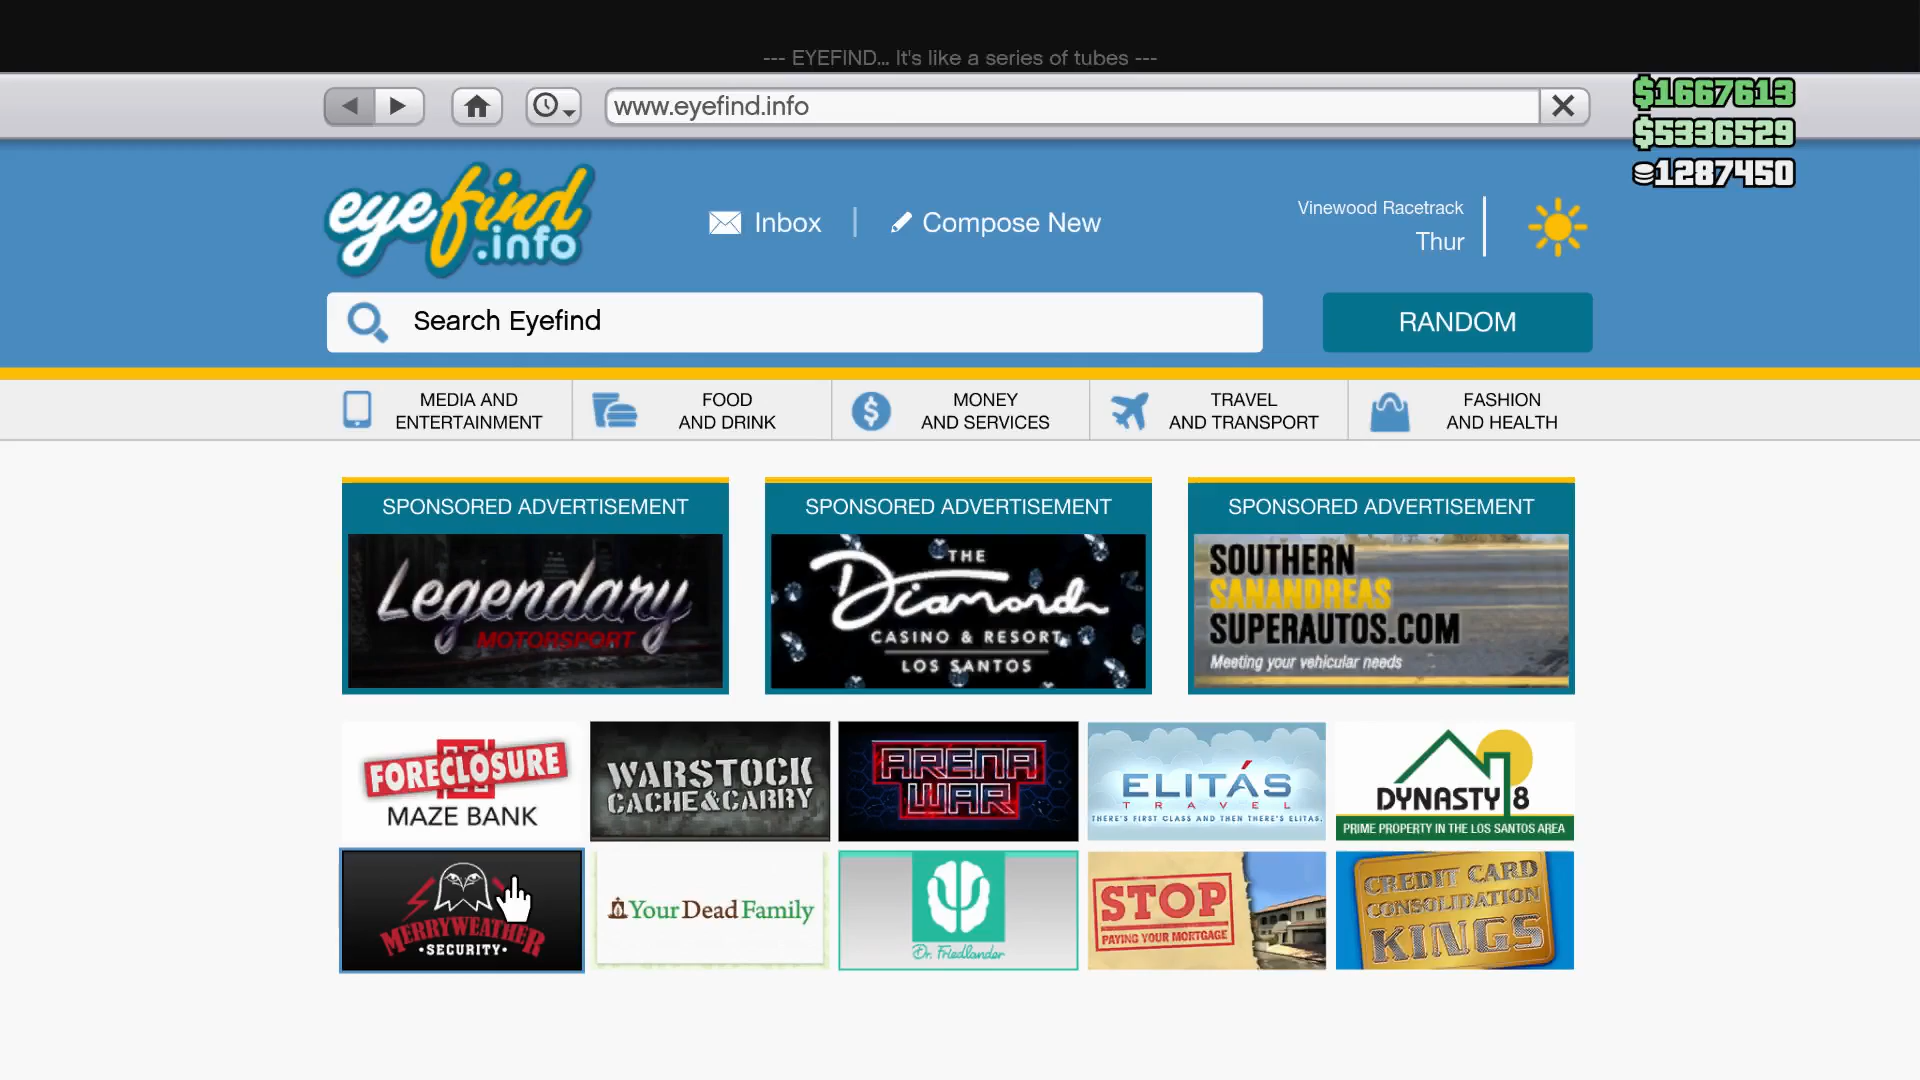 --- EYEFIND... It's like a series of tubes ---
www.eyefind.info
$1667613
$5336529
1287450
eyefind
.info
Inbox
Compose New
Vinewood Racetrack
Thur
Search Eyefind
RANDOM
MEDIA AND
ENTERTAINMENT
FOOD
AND DRINK
MONEY
AND SERVICES
TRAVEL
AND TRANSPORT
FASHION
AND HEALTH
SPONSORED ADVERTISEMENT
Legendary
MOTORSPORT
SPONSORED ADVERTISEMENT
THE
Diamond
CASINO & RESORT
LOS SANTOS
SPONSORED ADVERTISEMENT
SOUTHERN
SANANDREAS
SUPERAUTOS.COM
Meeting your vehicular needs
FORECLOSURE
MAZE BANK
WARSTOCK
CACHE&CARRY
ARENA
WAR
ELITÁS
TRAVEL
THERE'S FIRST CLASS AND THEN THERE'S ELITAS.
DYNASTY 8
PRIME PROPERTY IN THE LOS SANTOS AREA
MERRYWEATHER
·SECURITY·
YourDeadFamily
Dr. Friedlander
STOP
PAYING YOUR MORTGAGE
CREDIT CARD
CONSOLIDATION
KINGS